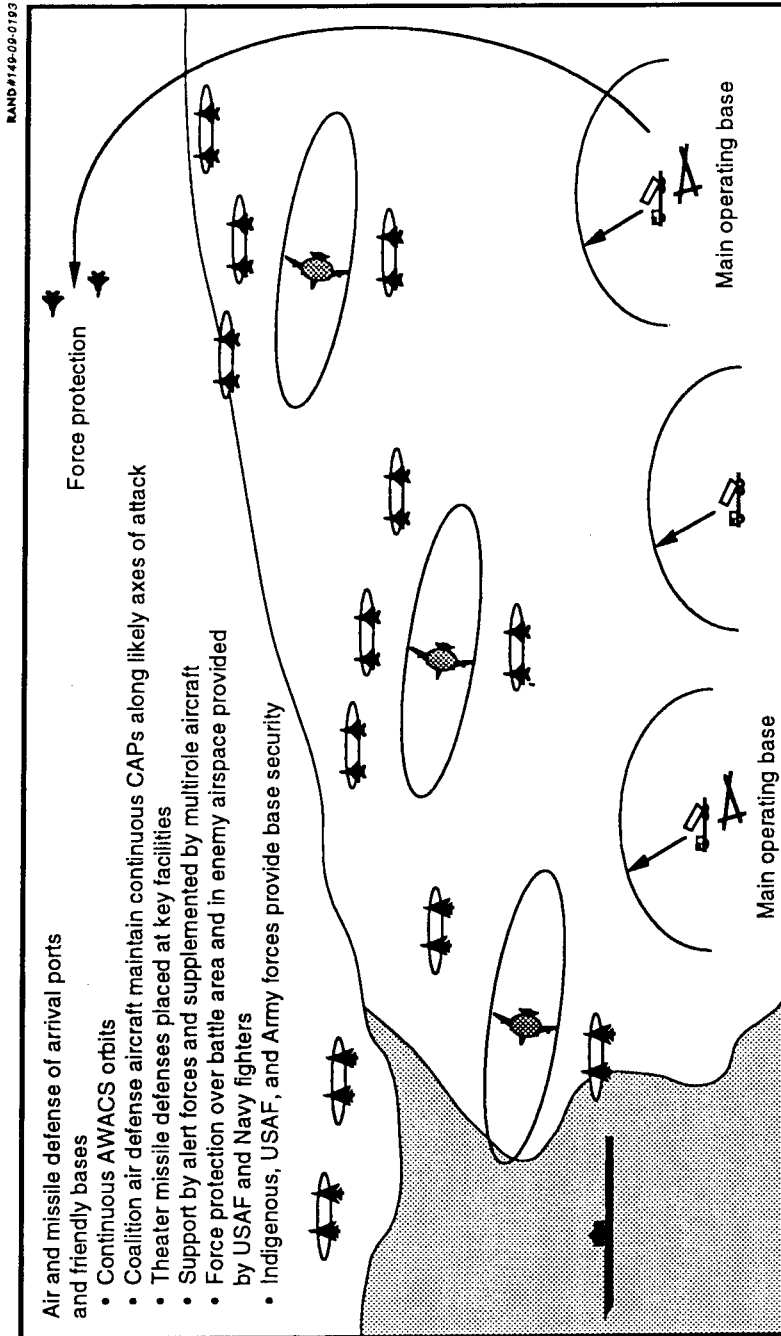 RAND#149-09-0193
Air and missile defense of arrival ports
and friendly bases
• Continuous AWACS orbits
• Coalition air defense aircraft maintain continuous CAPs along likely axes of attack
• Theater missile defenses placed at key facilities
• Support by alert forces and supplemented by multirole aircraft
• Force protection over battle area and in enemy airspace provided
by USAF and Navy fighters
• Indigenous, USAF, and Army forces provide base security
Force protection
Main operating base
Main operating base